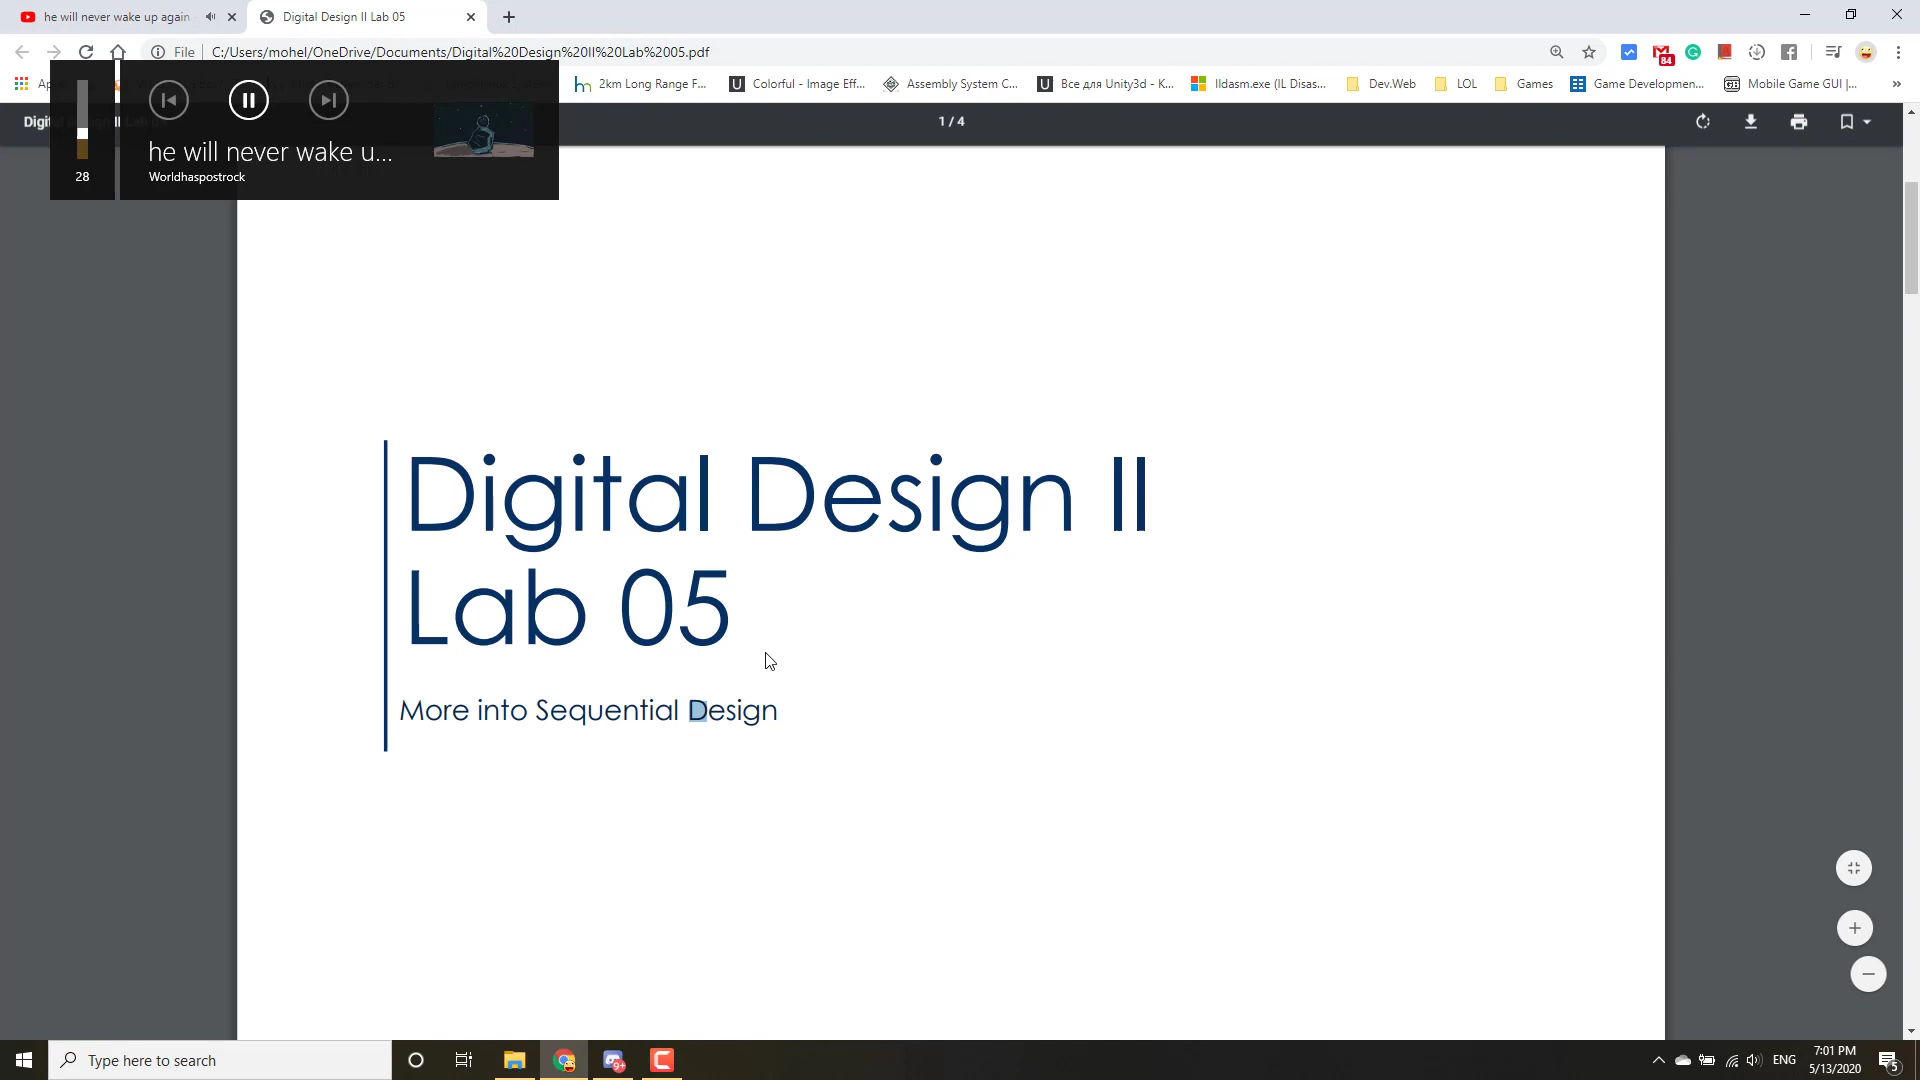 he will never wake up again
Digital Design II Lab 05
File
C:/Users/mohel/OneDrive/Documents/Digital%20Design%20II%20Lab%2005.pdf
84
2km Long Range F...
Colorful - Image Eff...
Assembly System C...
Все для Unity3d - K...
Ildasm.exe (IL Disas...
Dev.Web
LOL
Games
Game Developmen...
Mobile Game GUI |...
»
1 / 4
he will never wake u...
Worldhaspostrock
28
Digital Design II
Lab 05
More into Sequential Design
Type here to search
9+
ENG
7:01 PM
5/13/2020
5